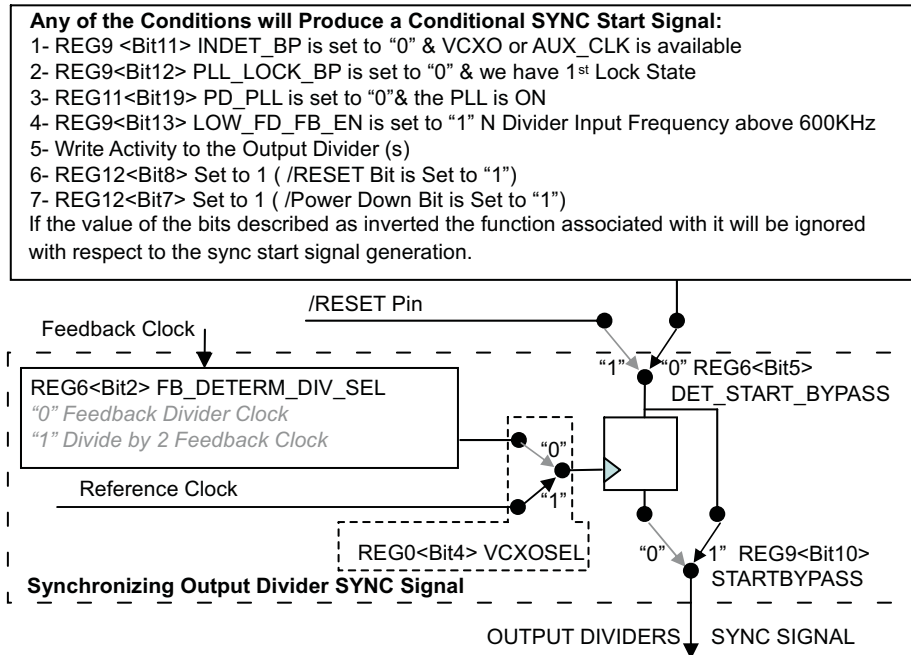 Any of the Conditions will Produce a Conditional SYNC Start Signal:
1- REG9 <Bit11> INDET_BP is set to “0” & VCXO or AUX_CLK is available
2- REG9<Bit12> PLL_LOCK_BP is set to “0” & we have 1st Lock State
3- REG11<Bit19> PD_PLL is set to “0”& the PLL is ON
4- REG9<Bit13> LOW_FD_FB_EN is set to “1” N Divider Input Frequency above 600KHz
5- Write Activity to the Output Divider (s)
6- REG12<Bit8> Set to 1 ( /RESET Bit is Set to “1”)
7- REG12<Bit7> Set to 1 ( /Power Down Bit is Set to “1”)
If the value of the bits described as inverted the function associated with it will be ignored
with respect to the sync start signal generation.
/RESET Pin
Feedback Clock
“1” “0” REG6<Bit5>
DET_START_BYPASS
REG6<Bit2> FB_DETERM_DIV_SEL
“0” Feedback Divider Clock
“1” Divide by 2 Feedback Clock
“0”
Reference Clock
“1”
REG0<Bit4> VCXOSEL
“0” 1” REG9<Bit10>
STARTBYPASS
Synchronizing Output Divider SYNC Signal
OUTPUT DIVIDERS SYNC SIGNAL